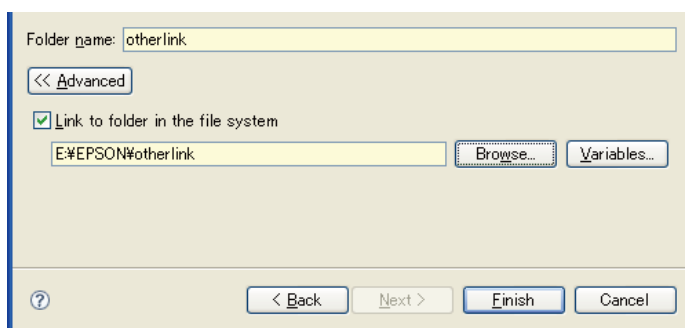 Folder name: otherlink
<< Advanced
Link to folder in the file system
E:¥EPSON¥otherlink Browse... Variables...
? < Back Next > Finish Cancel